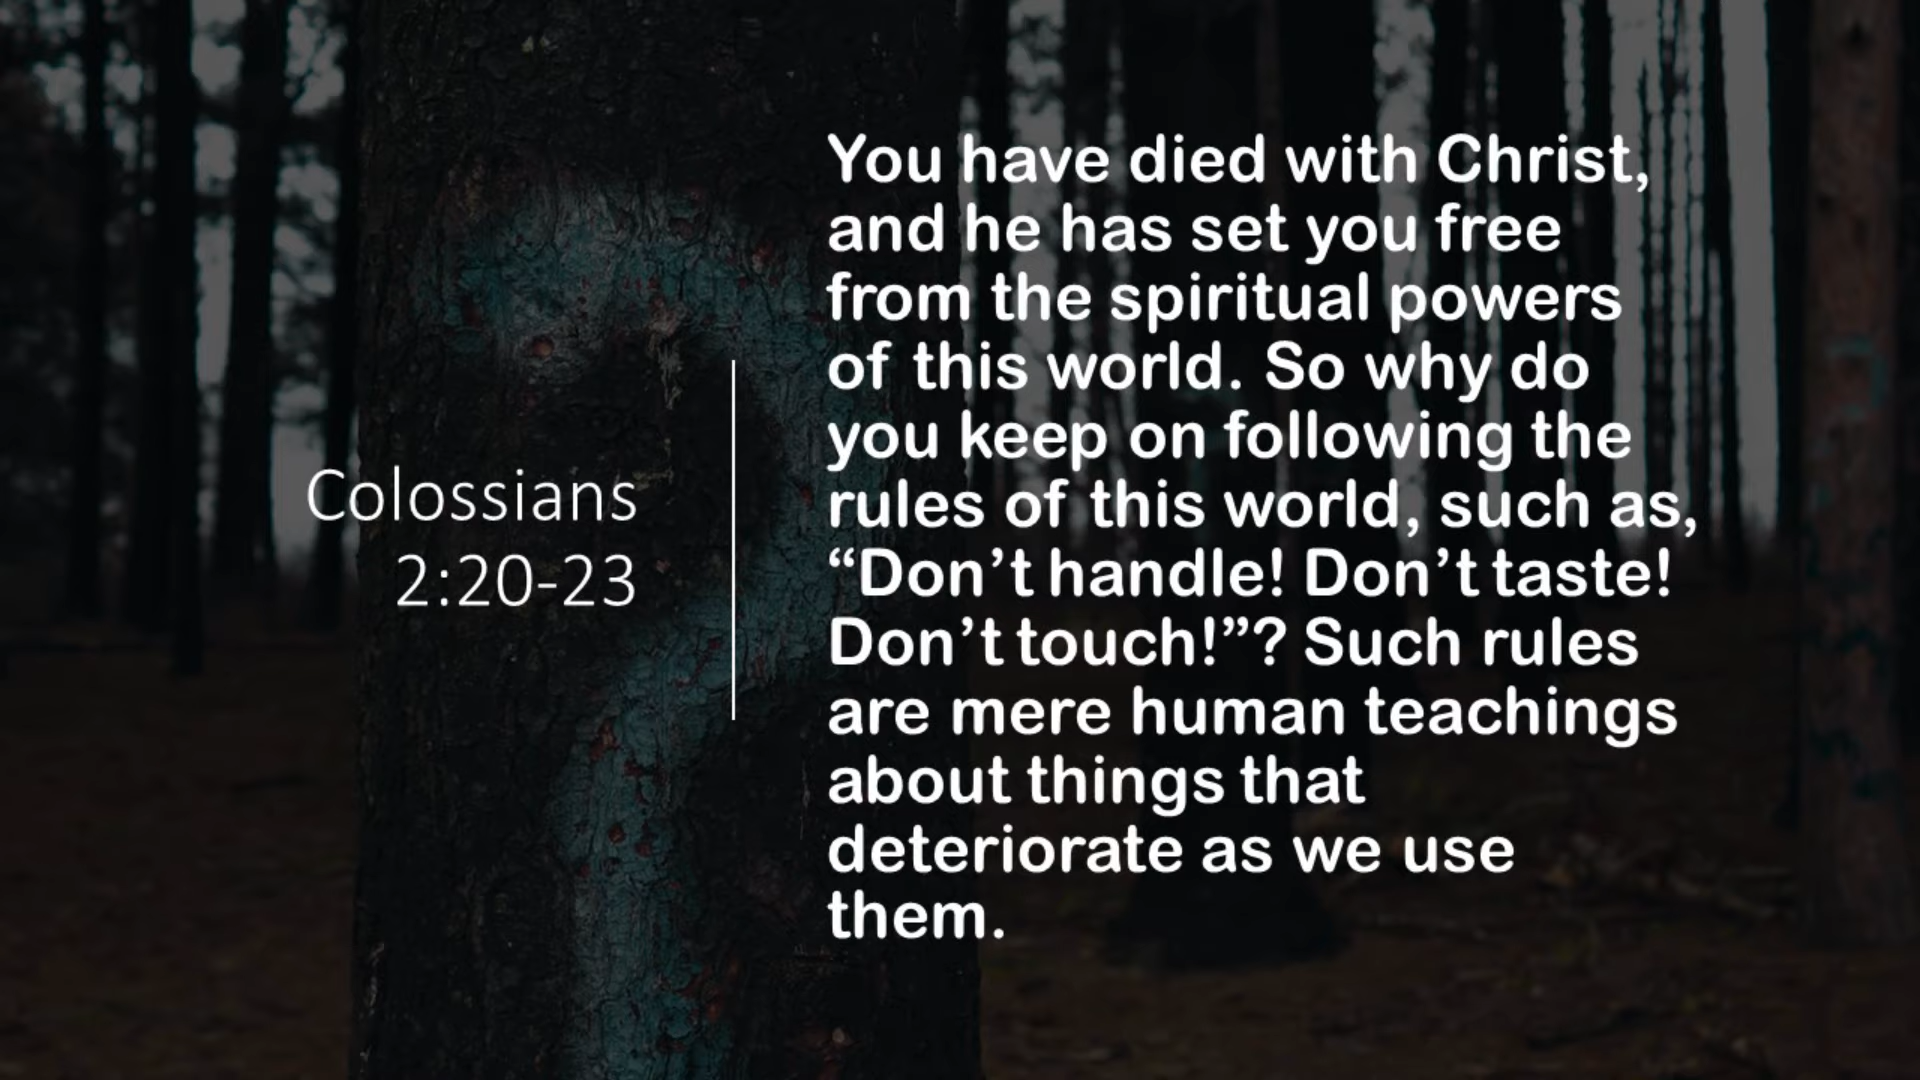 Colossians
2:20-23
You have died with Christ,
and he has set you free
from the spiritual powers
of this world. So why do
you keep on following the
rules of this world, such as,
“Don’t handle! Don’t taste!
Don’t touch!”? Such rules
are mere human teachings
about things that
deteriorate as we use
them.